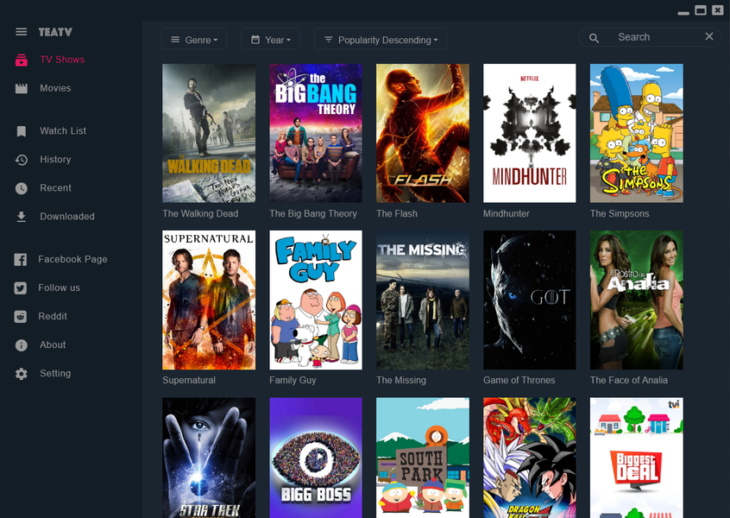 TEATV
TV Shows
Movies
Watch List
History
Recent
Downloaded
Facebook Page
Follow us
Reddit
About
Setting
Genre
Year
Popularity Descending
Search
WALKING DEAD
The Walking Dead
the
BIG BANG
THEORY
The Big Bang Theory
FLASH
The Flash
NETFLIX
MINDHUNTER
Mindhunter
THE
SIMPSONS
The Simpsons
SUPERNATURAL
Supernatural
FAMILY
GUY
Family Guy
THE MISSING
The Missing
GOT
Game of Thrones
Rostro de
Analia
The Face of Analia
STAR TREK
BIGG BOSS
SOUTH
PARK
DRAGON
tvi
Biggest
DEAL